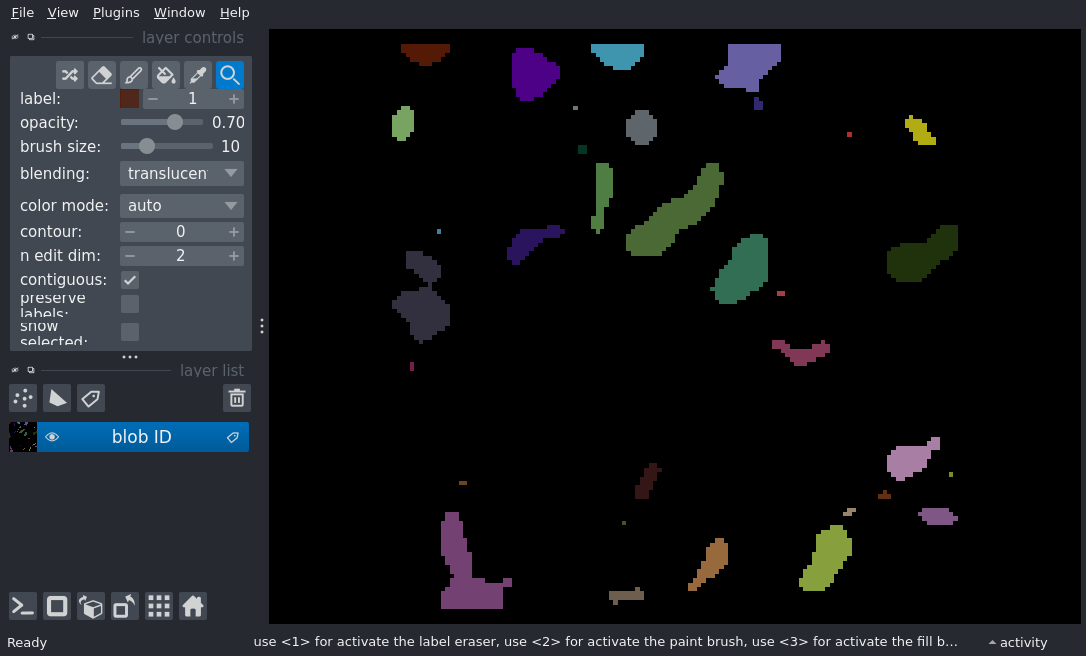 File View Plugins Window Help
layer controls
label: 1
opacity: 0.70
brush size: 10
blending: translucen
color mode: auto
contour: 0
n edit dim: 2
contiguous:
preserve
labels:
show
selected:
layer list
blob ID
Ready use <1> for activate the label eraser, use <2> for activate the paint brush, use <3> for activate the fill b... activity